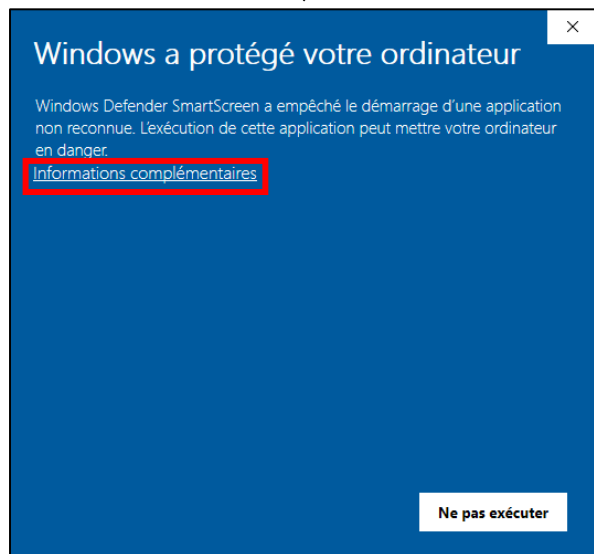 Windows a protégé votre ordinateur
Windows Defender SmartScreen a empêché le démarrage d'une application
non reconnue. L'exécution de cette application peut mettre votre ordinateur
en danger.
Informations complémentaires
Ne pas exécuter